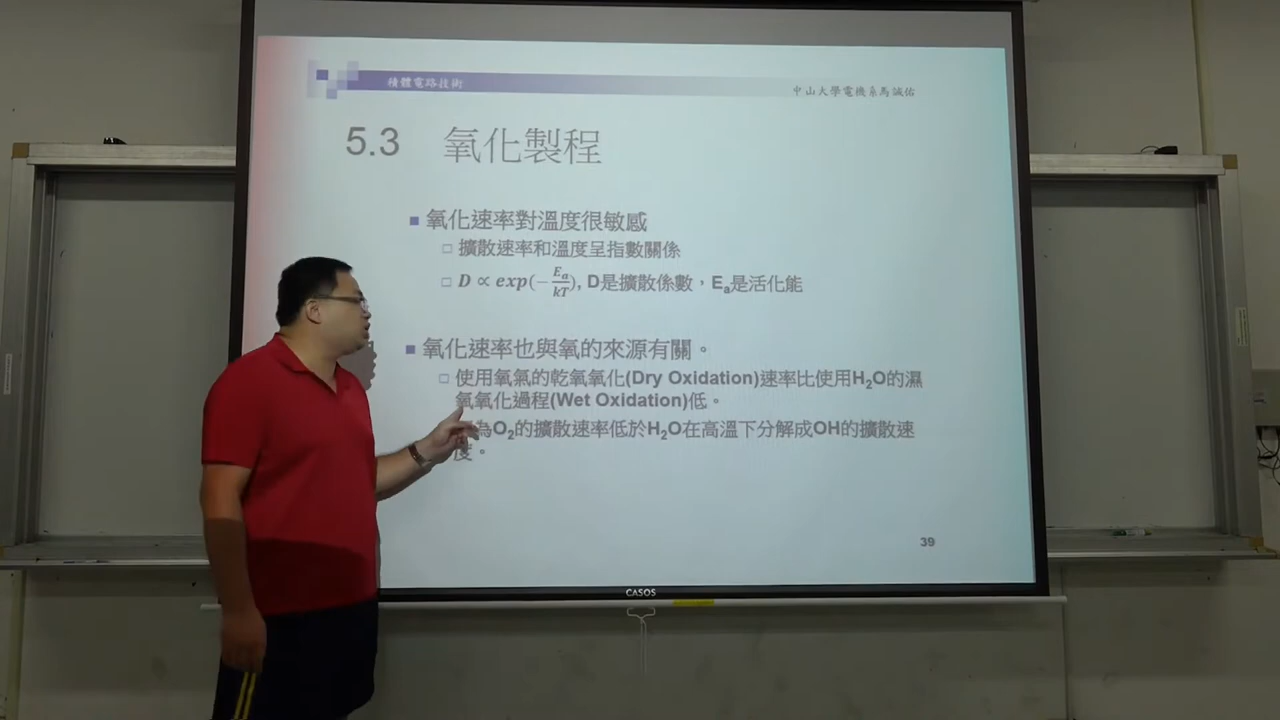 積體電路技術
中山大學電機系馬誠佑
5.3 氧化製程
氧化速率對溫度很敏感
擴散速率和溫度呈指數關係
D ∝ exp(−Ea/kT), D是擴散係數，Ea是活化能
氧化速率也與氧的來源有關。
使用氧氣的乾氧氧化(Dry Oxidation)速率比使用H2O的濕
氧氧化過程(Wet Oxidation)低。
為O2的擴散速率低於H2O在高溫下分解成OH的擴散速
度。
39
CASOS